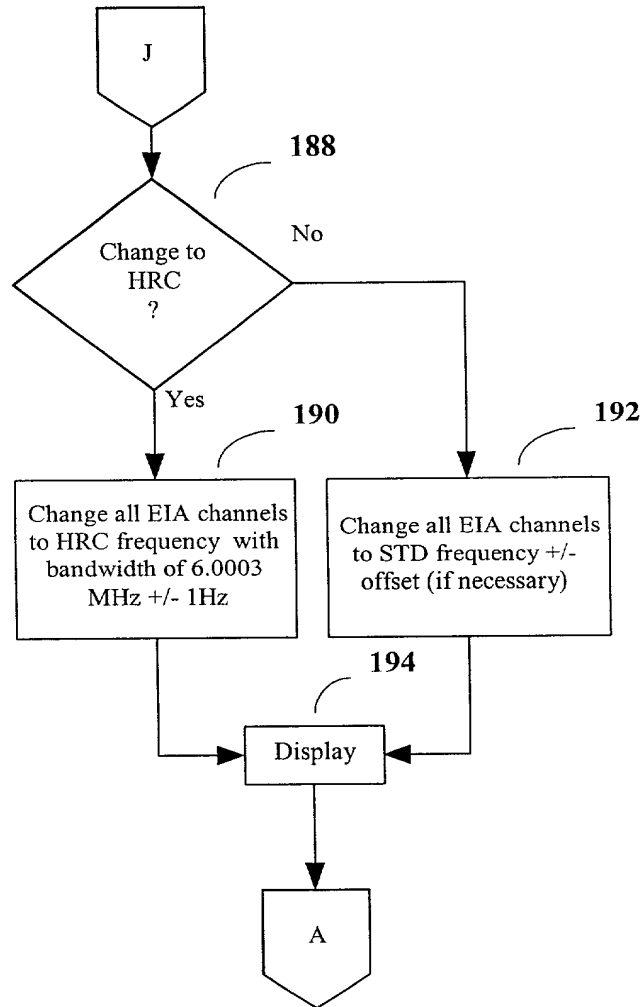 J
188
Change to
HRC
?
No
Yes
190
192
Change all EIA channels
to HRC frequency with
bandwidth of 6.0003
MHz +/- 1Hz
Change all EIA channels
to STD frequency +/-
offset (if necessary)
194
Display
A